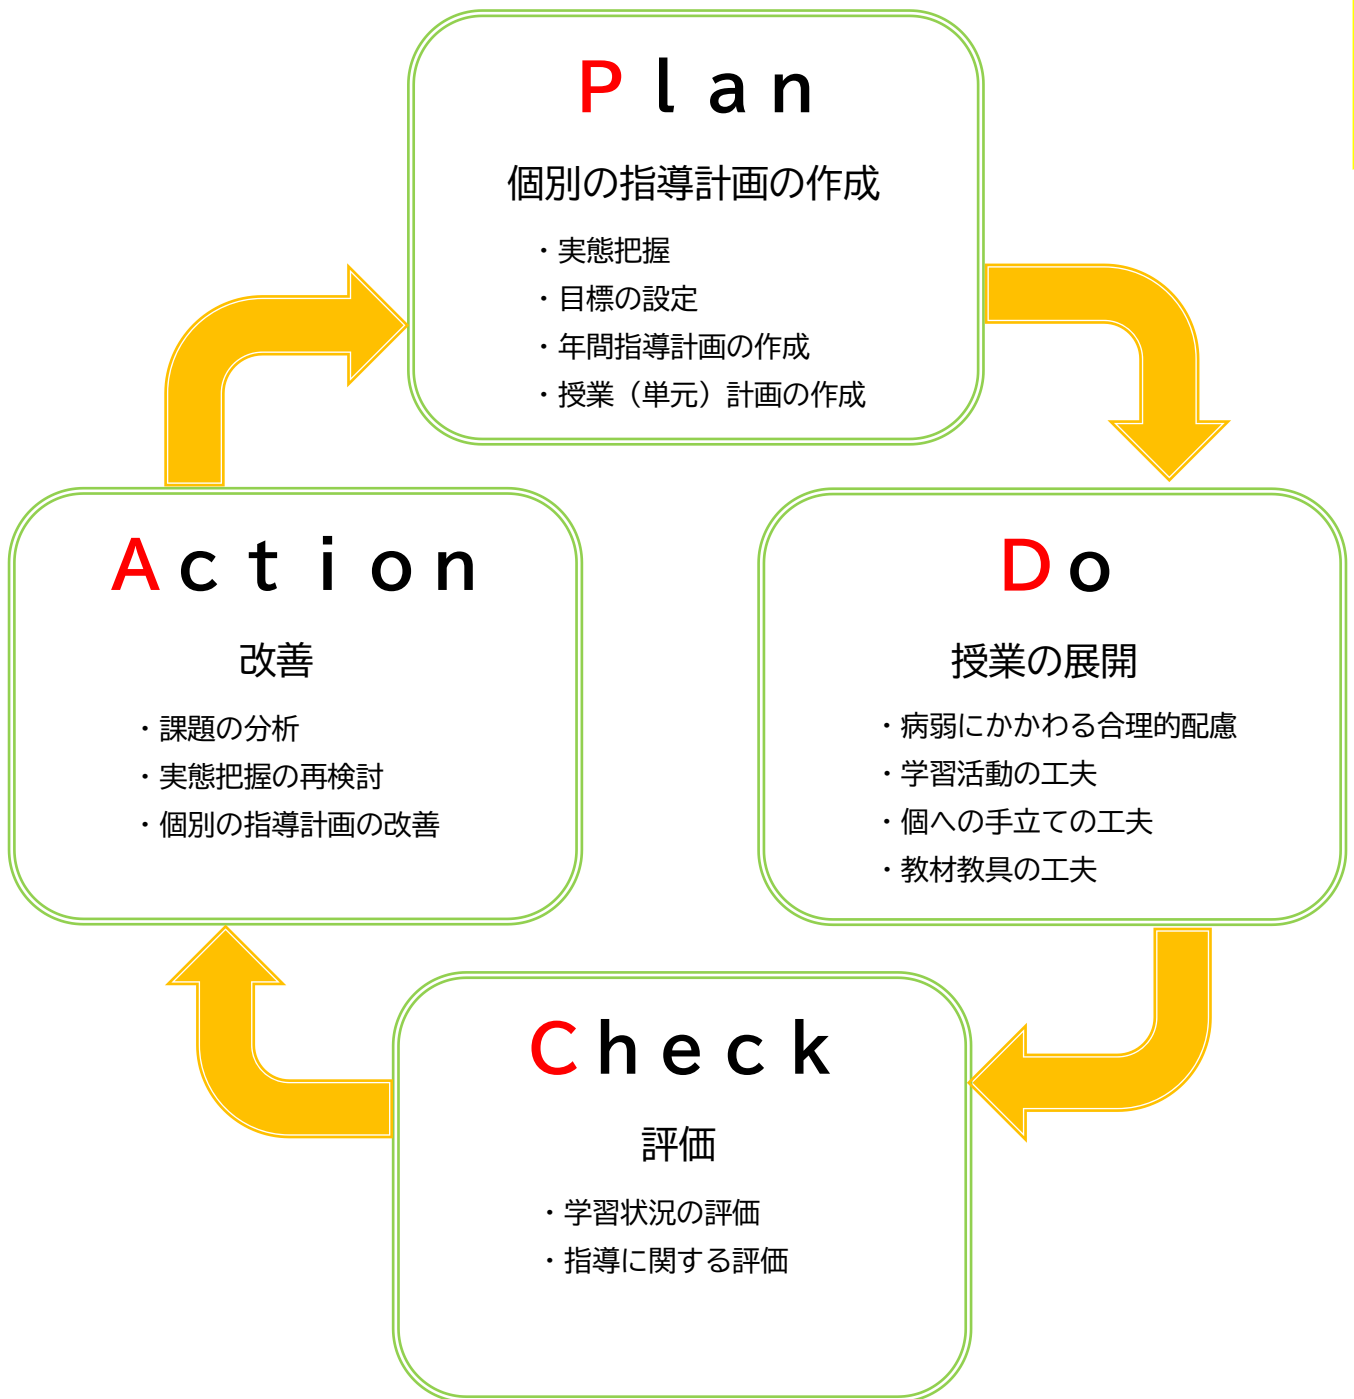 Ｐｌａｎ
個別の指導計画の作成
・実態把握
・目標の設定
・年間指導計画の作成
・授業（単元）計画の作成
Ｄｏ
授業の展開
・病弱にかかわる合理的配慮
・学習活動の工夫
・個への手立ての工夫
・教材教具の工夫
Ｃｈｅｃｋ
評価
・学習状況の評価
・指導に関する評価
Ａｃｔｉｏｎ
改善
・課題の分析
・実態把握の再検討
・個別の指導計画の改善